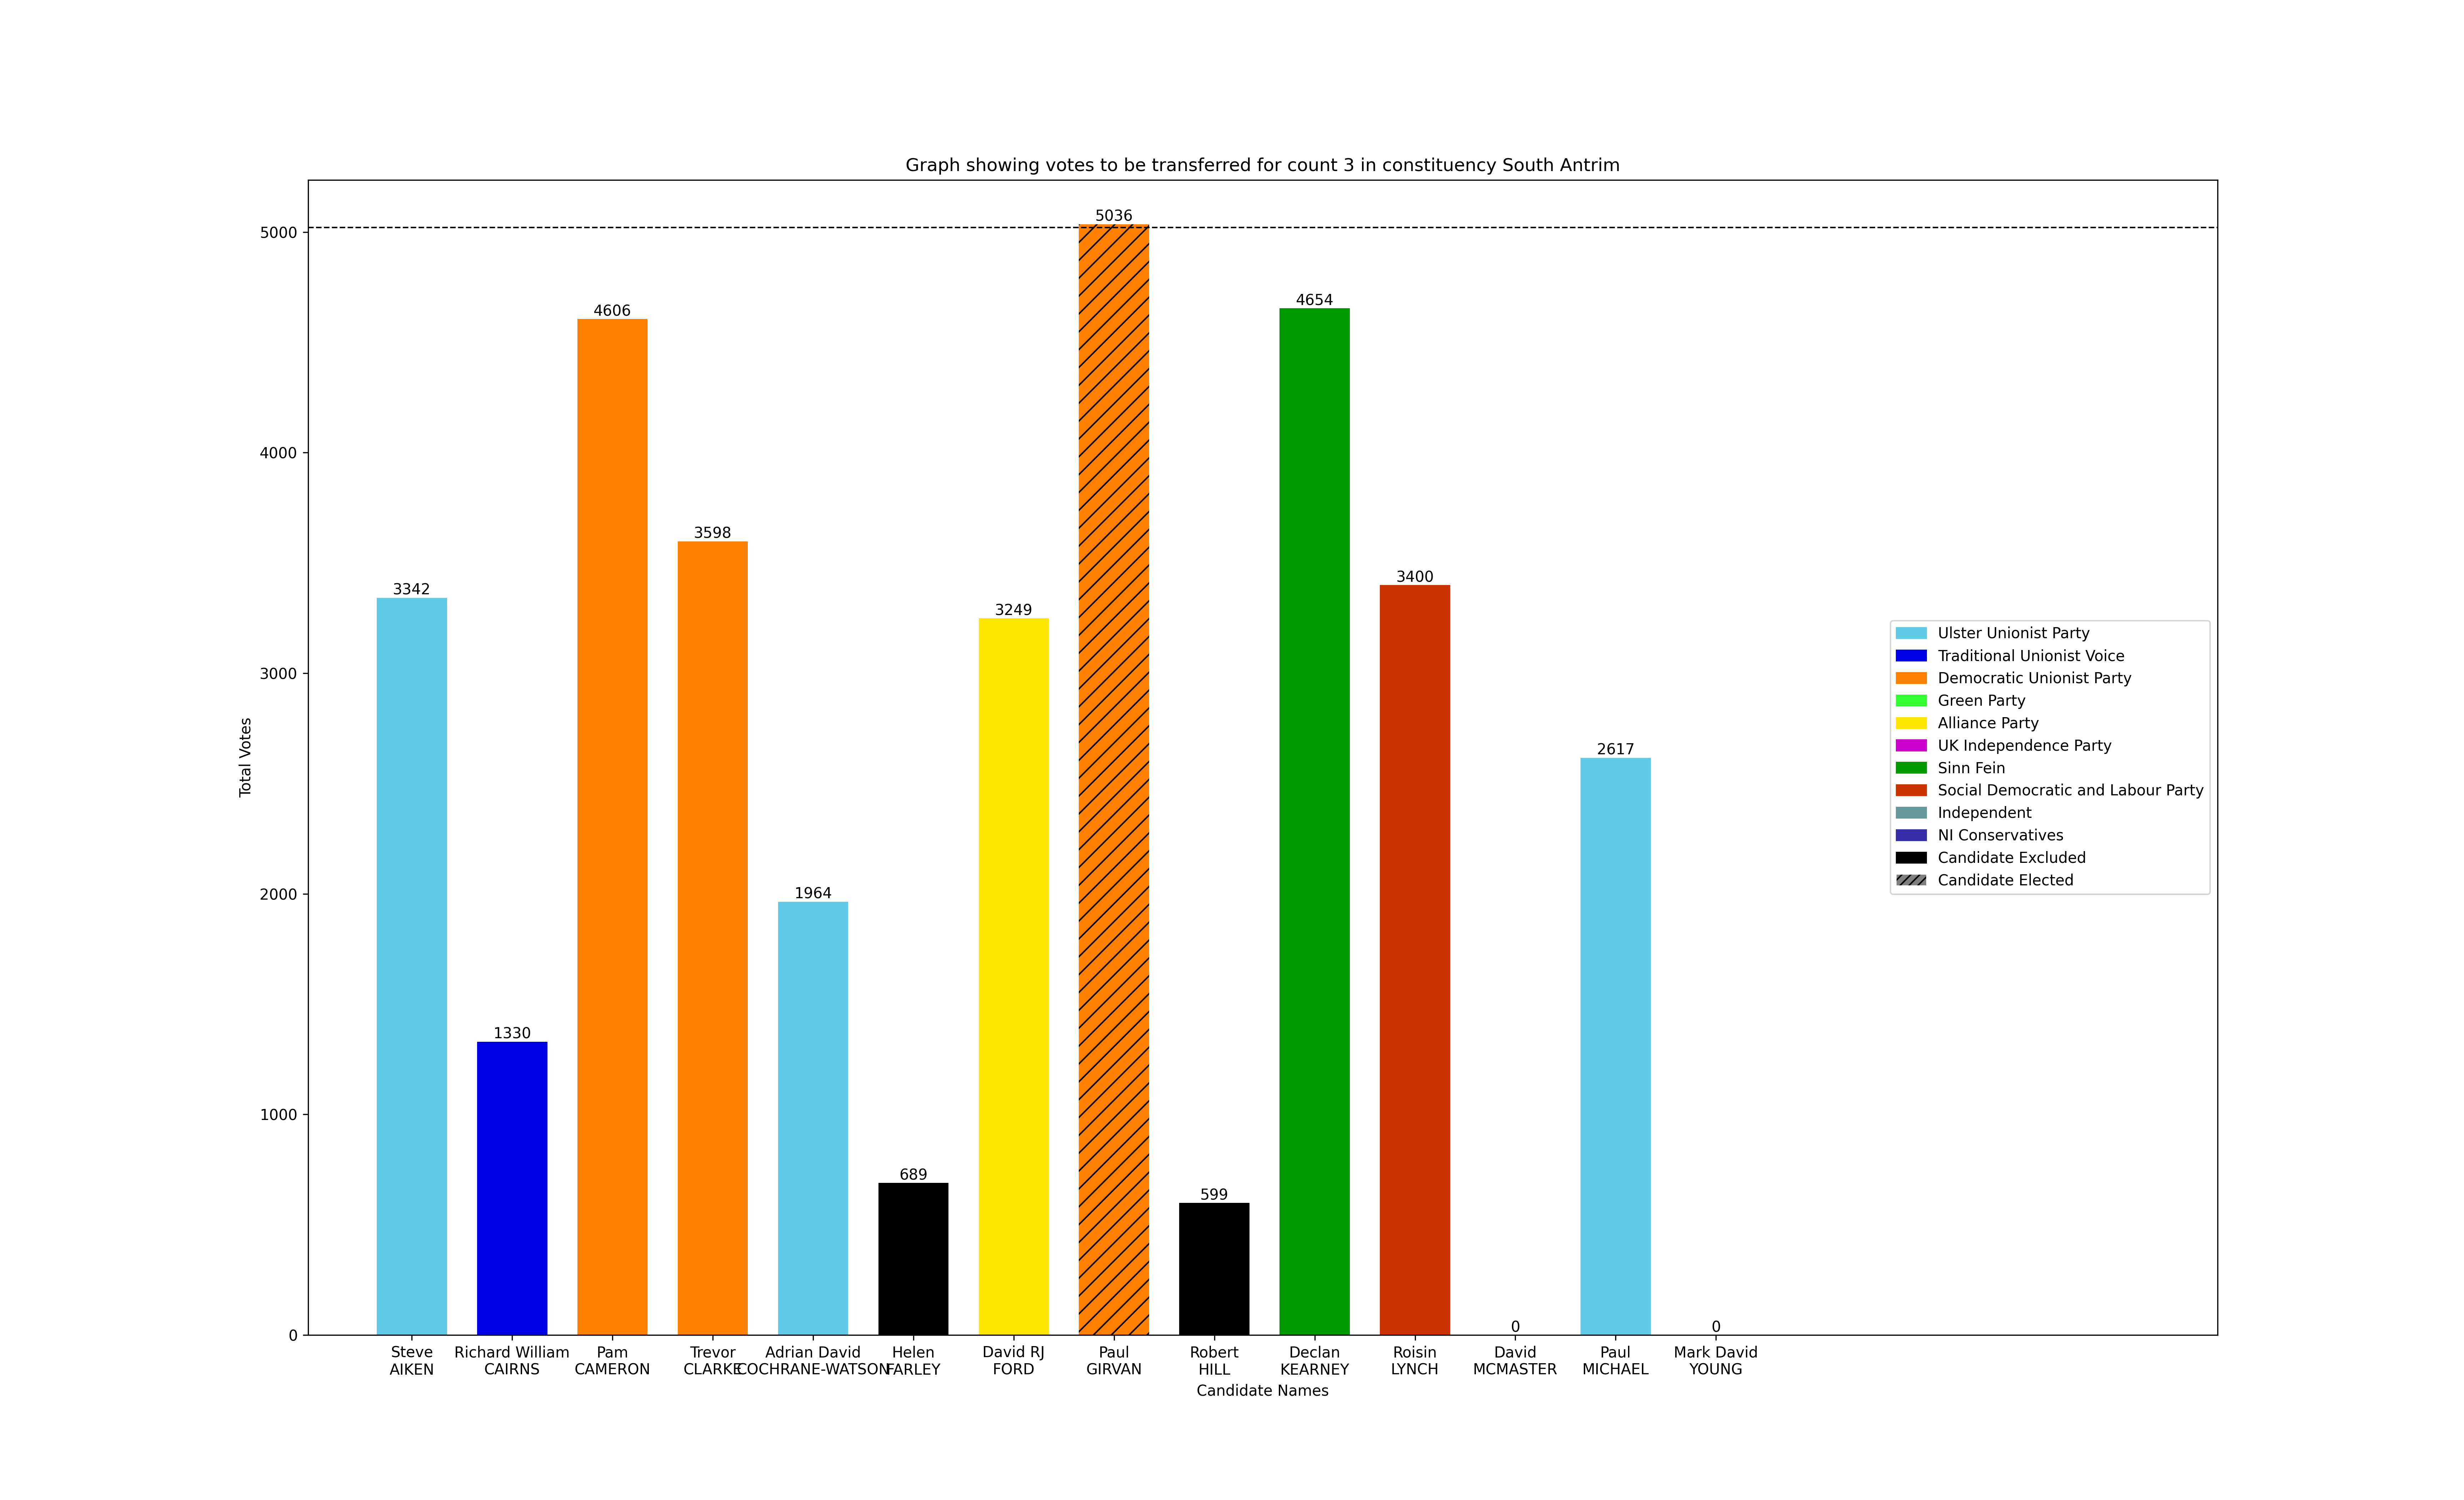 Graph showing votes to be transferred for count 3 in constituency South Antrim
Total Votes
5000
4000
3000
2000
1000
0
3342
1330
4606
3598
1964
689
3249
5036
599
4654
3400
0
2617
0
Steve
AIKEN
Richard William
CAIRNS
Pam
CAMERON
Trevor
CLARKE
Adrian David
COCHRANE-WATSON
Helen
FARLEY
David RJ
FORD
Paul
GIRVAN
Robert
HILL
Declan
KEARNEY
Roisin
LYNCH
David
MCMASTER
Paul
MICHAEL
Mark David
YOUNG
Candidate Names
Ulster Unionist Party
Traditional Unionist Voice
Democratic Unionist Party
Green Party
Alliance Party
UK Independence Party
Sinn Fein
Social Democratic and Labour Party
Independent
NI Conservatives
Candidate Excluded
Candidate Elected